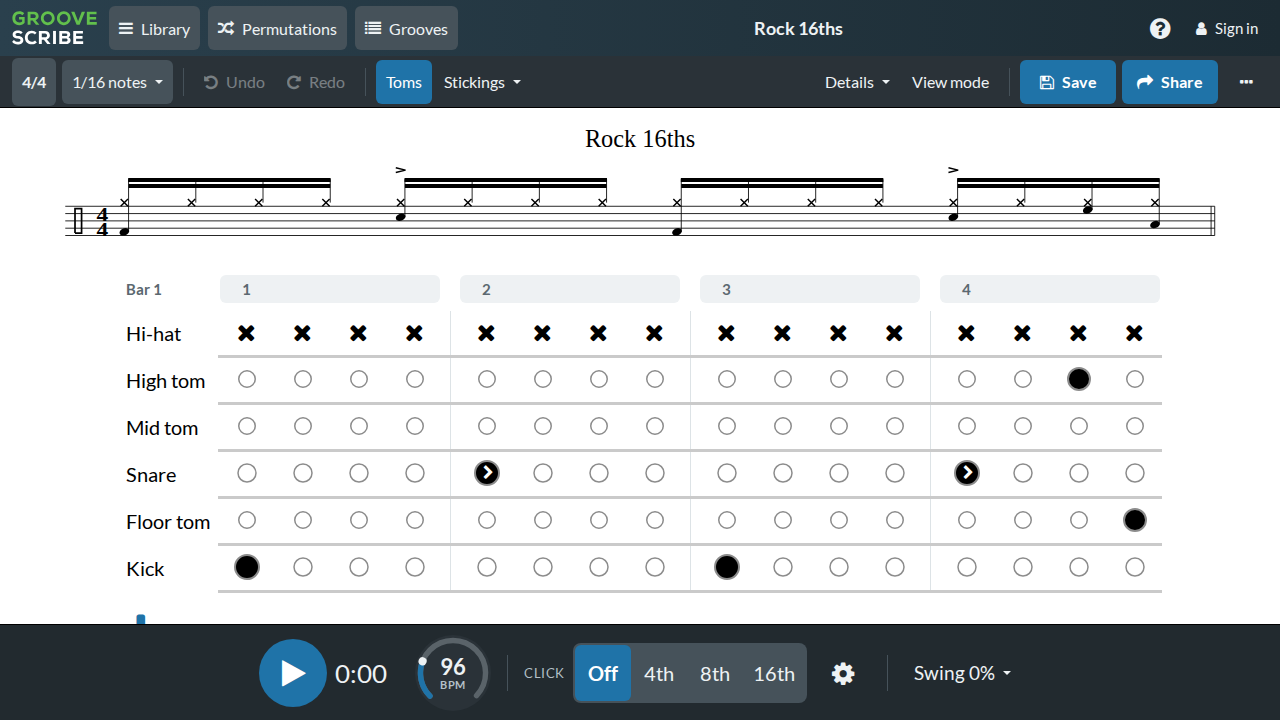 GROOVE
SCRIBE
Library
Permutations
Grooves
Rock 16ths
Sign in
4/4
1/16 notes
Undo
Redo
Toms
Stickings
Details
View mode
Save
Share
Rock 16ths
4
4
Bar 1
1
2
3
4
Hi-hat
High tom
Mid tom
Snare
Floor tom
Kick
0:00
96
BPM
CLICK
Off
4th
8th
16th
Swing 0%